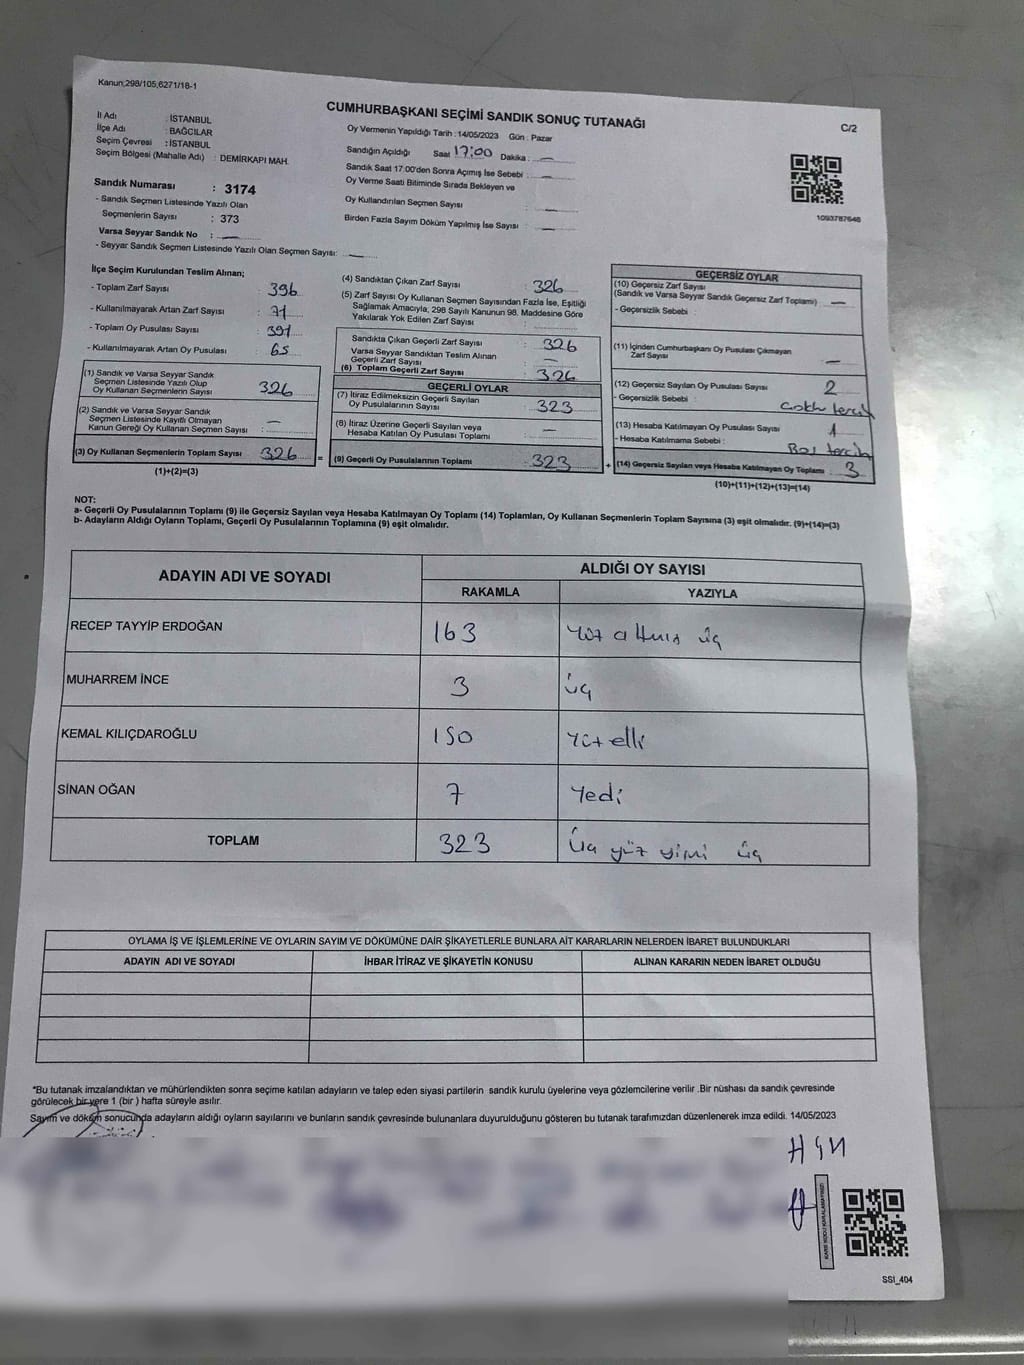 Kanun;298/105,6271/18-1
CUMHURBAŞKANI SEÇİMİ SANDIK SONUÇ TUTANAĞI
C/2
İl Adı : İSTANBUL
İlçe Adı : BAĞCILAR
Seçim Çevresi : İSTANBUL
Seçim Bölgesi (Mahalle Adı) : DEMİRKAPI MAH.
Oy Vermenin Yapıldığı Tarih : 14/05/2023 Gün : Pazar
Sandığın Açıldığı Saat 17:00 Dakika : —
Sandık Saat 17:00'den Sonra Açımış İse Sebebi : —
Oy Verme Saati Bitiminde Sırada Bekleyen ve
Oy Kullandırılan Seçmen Sayısı : —
Birden Fazla Sayım Döküm Yapılmış İse Sayısı : —
1093787648
Sandık Numarası : 3174
- Sandık Seçmen Listesinde Yazılı Olan
Seçmenlerin Sayısı : 373
Varsa Seyyar Sandık No : —
- Seyyar Sandık Seçmen Listesinde Yazılı Olan Seçmen Sayısı: —
İlçe Seçim Kurulundan Teslim Alınan;
- Toplam Zarf Sayısı : 396
- Kullanılmayarak Artan Zarf Sayısı : 71
- Toplam Oy Pusulası Sayısı : 391
- Kullanılmayarak Artan Oy Pusulası : 65
(1) Sandık ve Varsa Seyyar Sandık
Seçmen Listesinde Yazılı Olup
Oy Kullanan Seçmenlerin Sayısı : 326
(2) Sandık ve Varsa Seyyar Sandık
Seçmen Listesinde Kayıtlı Olmayan
Kanun Gereği Oy Kullanan Seçmen Sayısı : —
(3) Oy Kullanan Seçmenlerin Toplam Sayısı : 326
(1)+(2)=(3)
(4) Sandıktan Çıkan Zarf Sayısı : 326
(5) Zarf Sayısı Oy Kullanan Seçmen Sayısından Fazla İse, Eşitliği
Sağlamak Amacıyla, 298 Sayılı Kanunun 98. Maddesine Göre
Yakılarak Yok Edilen Zarf Sayısı :
Sandıkta Çıkan Geçerli Zarf Sayısı : 326
Varsa Seyyar Sandıktan Teslim Alınan
Geçerli Zarf Sayısı : —
(6) Toplam Geçerli Zarf Sayısı : 326
GEÇERLİ OYLAR
(7) İtiraz Edilmeksizin Geçerli Sayılan
Oy Pusulalarının Sayısı : 323
(8) İtiraz Üzerine Geçerli Sayılan veya
Hesaba Katılan Oy Pusulası Toplamı : —
= (9) Geçerli Oy Pusulalarının Toplamı : 323
GEÇERSİZ OYLAR
(10) Geçersiz Zarf Sayısı
(Sandık ve Varsa Seyyar Sandık Geçersiz Zarf Toplamı) : —
- Geçersizlik Sebebi :
(11) İçinden Cumhurbaşkanı Oy Pusulası Çıkmayan
Zarf Sayısı : —
(12) Geçersiz Sayılan Oy Pusulası Sayısı : 2
- Geçersizlik Sebebi : Çoklu tercih
(13) Hesaba Katılmayan Oy Pusulası Sayısı : 1
- Hesaba Katılmama Sebebi : Boş tercih
+ (14) Geçersiz Sayılan veya Hesaba Katılmayan Oy Toplamı : 3
(10)+(11)+(12)+(13)=(14)
NOT:
a- Geçerli Oy Pusulalarının Toplamı (9) ile Geçersiz Sayılan veya Hesaba Katılmayan Oy Toplamı (14) Toplamları, Oy Kullanan Seçmenlerin Toplam Sayısına (3) eşit olmalıdır. (9)+(14)=(3)
b- Adayların Aldığı Oyların Toplamı, Geçerli Oy Pusulalarının Toplamına (9) eşit olmalıdır.
ADAYIN ADI VE SOYADI
ALDIĞI OY SAYISI
RAKAMLA YAZIYLA
RECEP TAYYİP ERDOĞAN 163 Yüz altmış üç
MUHARREM İNCE 3 üç
KEMAL KILIÇDAROĞLU 150 Yüz elli
SİNAN OĞAN 7 Yedi
TOPLAM 323 Üç yüz yimi üç
OYLAMA İŞ VE İŞLEMLERİNE VE OYLARIN SAYIM VE DÖKÜMÜNE DAİR ŞİKAYETLERLE BUNLARA AİT KARARLARIN NELERDEN İBARET BULUNDUKLARI
ADAYIN ADI VE SOYADI İHBAR İTİRAZ VE ŞİKAYETİN KONUSU ALINAN KARARIN NEDEN İBARET OLDUĞU
*Bu tutanak imzalandıktan ve mühürlendikten sonra seçime katılan adayların ve talep eden siyasi partilerin sandık kurulu üyelerine veya gözlemcilerine verilir .Bir nüshası da sandık çevresinde
görülecek bir yere 1 (bir ) hafta süreyle asılır.
Sayım ve döküm sonucunda adayların aldığı oyların sayılarını ve bunların sandık çevresinde bulunanlara duyurulduğunu gösteren bu tutanak tarafımızdan düzenlenerek imza edildi. 14/05/2023
SSI_404